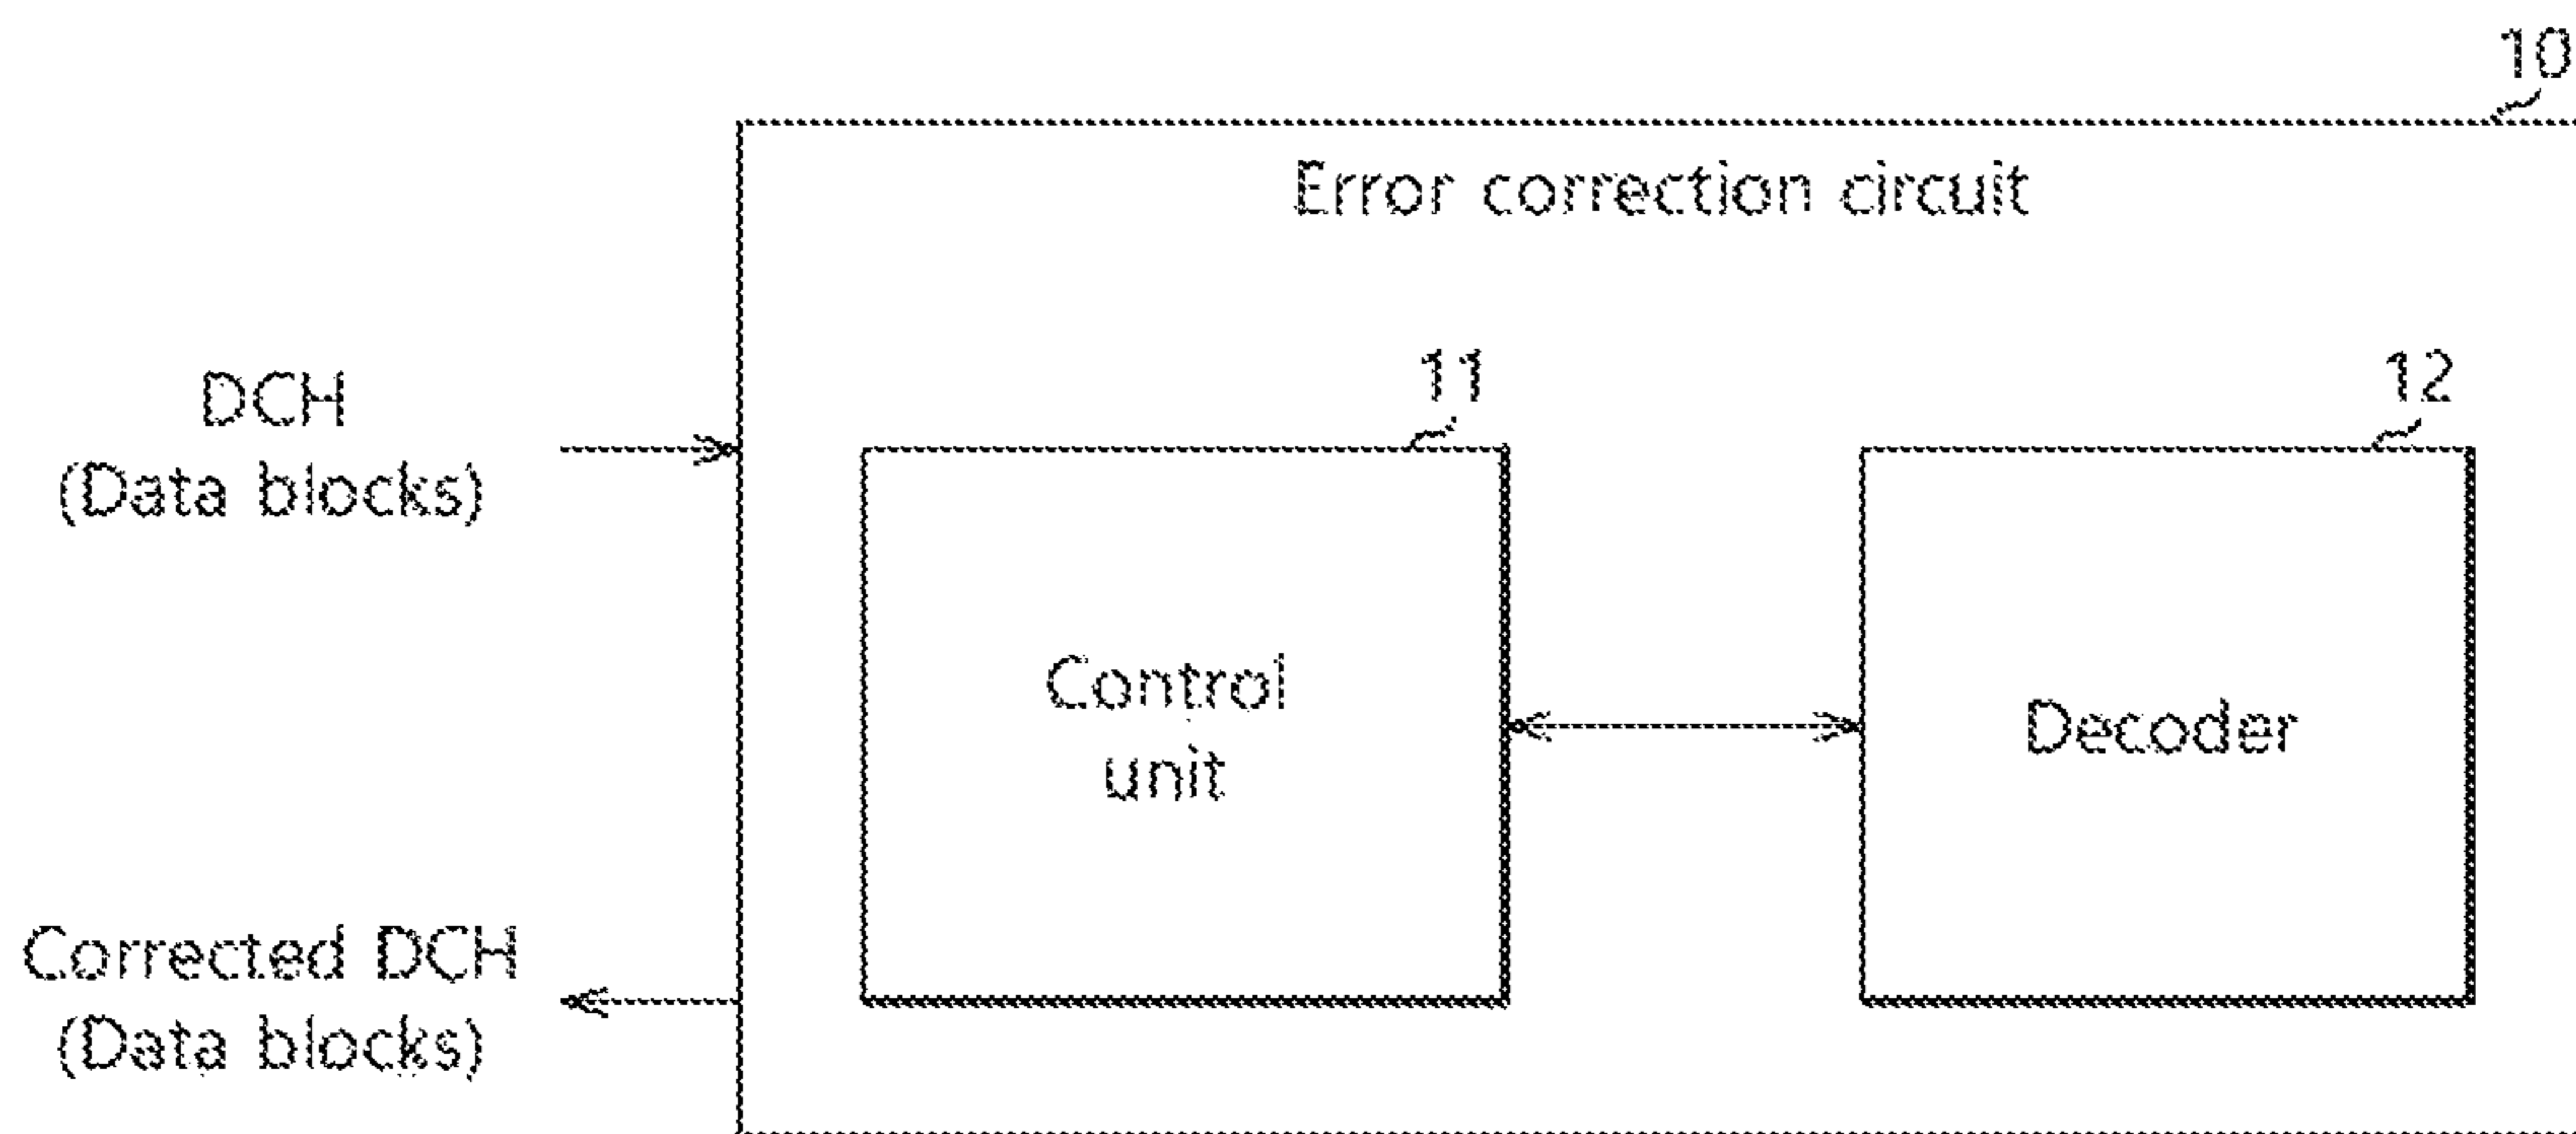 10
Error correction circuit
DCH
(Data blocks)
11
12
Control
unit
Decoder
Corrected DCH
(Data blocks)